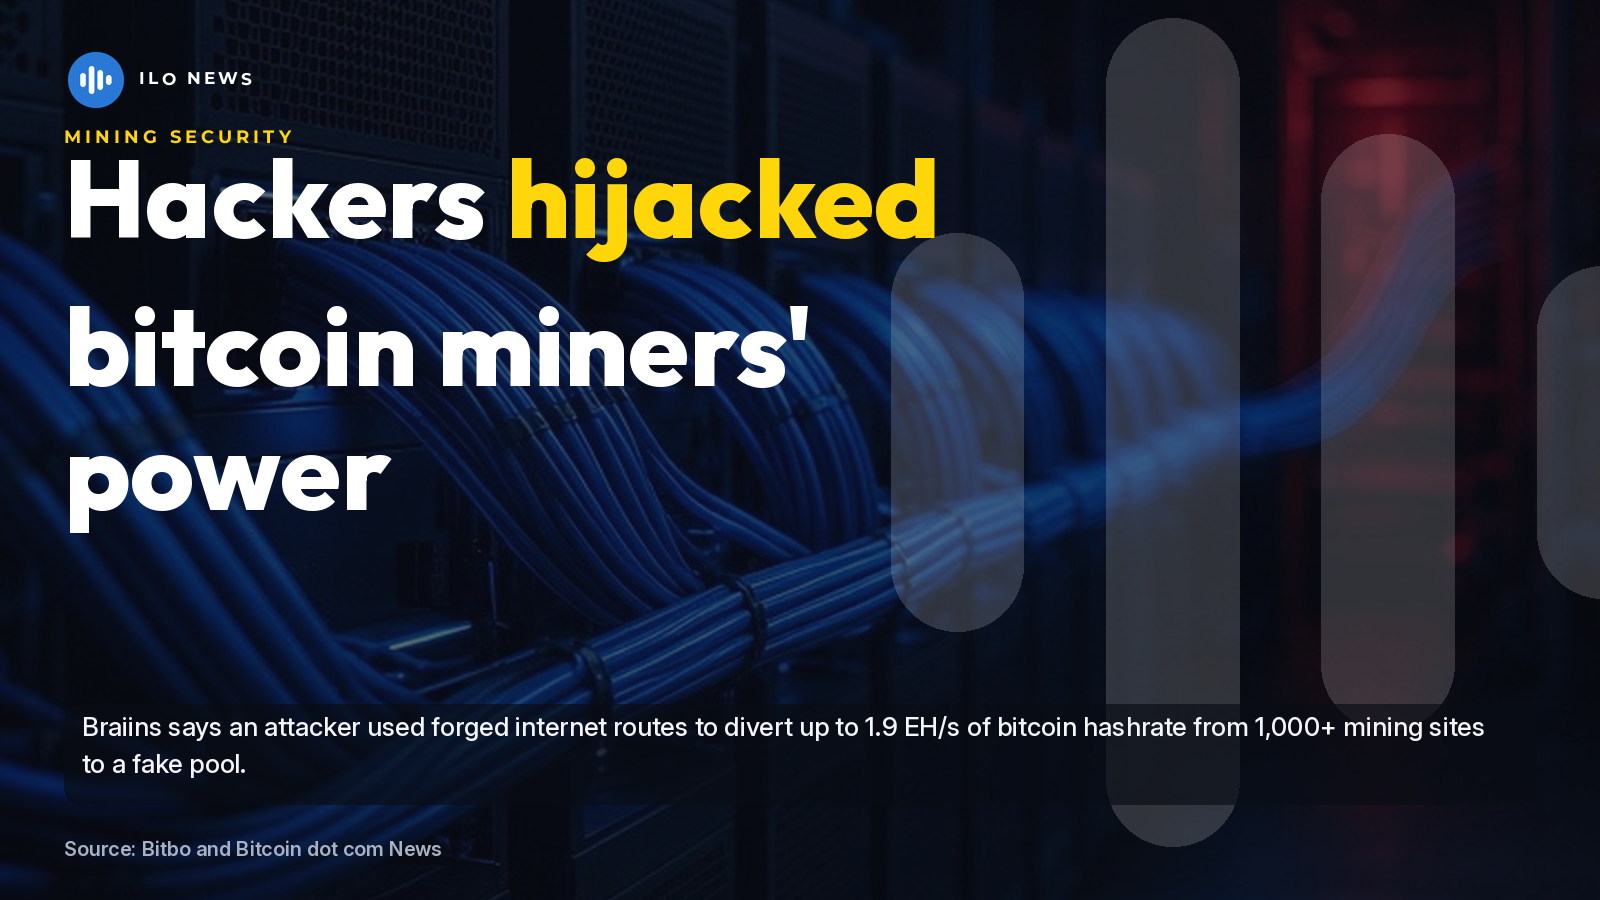 ILO NEWS
MINING SECURITY
Hackers hijacked
bitcoin miners'
power
Braiins says an attacker used forged internet routes to divert up to 1.9 EH/s of bitcoin hashrate from 1,000+ mining sites
to a fake pool.
Source: Bitbo and Bitcoin dot com News